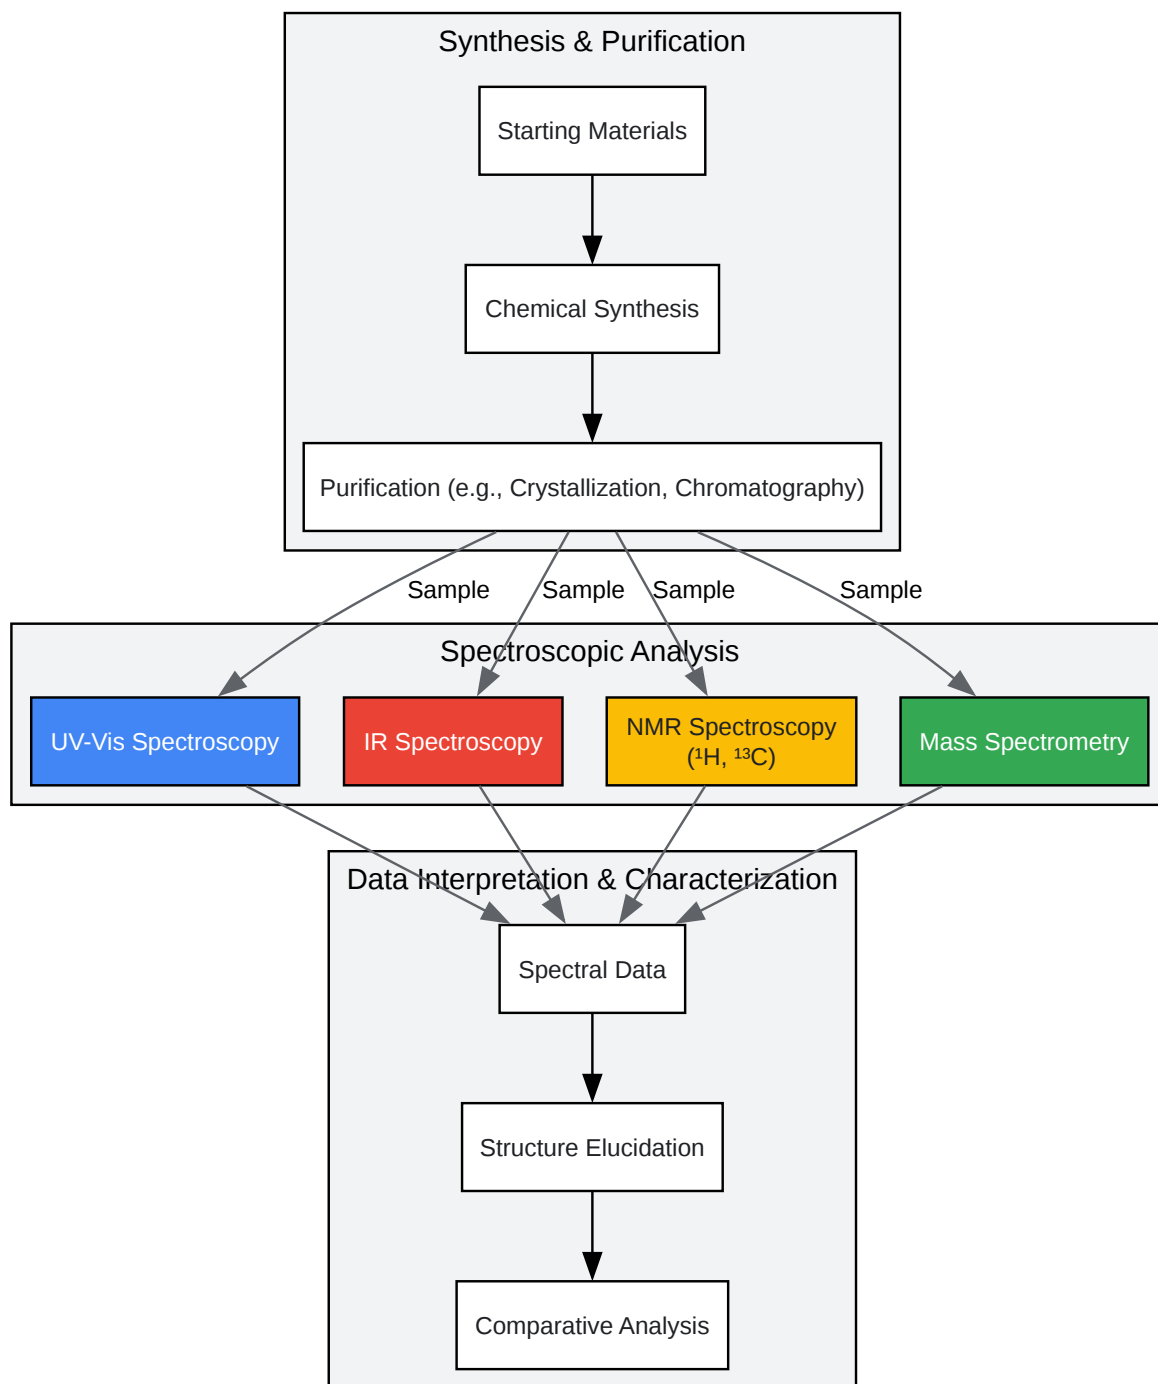 Synthesis & Purification
Starting Materials
Chemical Synthesis
Purification (e.g., Crystallization, Chromatography)
Sample
Sample
Sample
Sample
Spectroscopic Analysis
UV-Vis Spectroscopy
IR Spectroscopy
NMR Spectroscopy
(¹H, ¹³C)
Mass Spectrometry
Data Interpretation & Characterization
Spectral Data
Structure Elucidation
Comparative Analysis